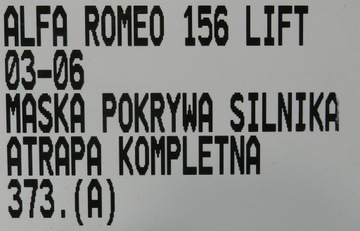 ALFA ROMEO 156 LIFT
03-06
MASKA POKRYWA SILNIKA
ATRAPA KOMPLETNA
373.(A)